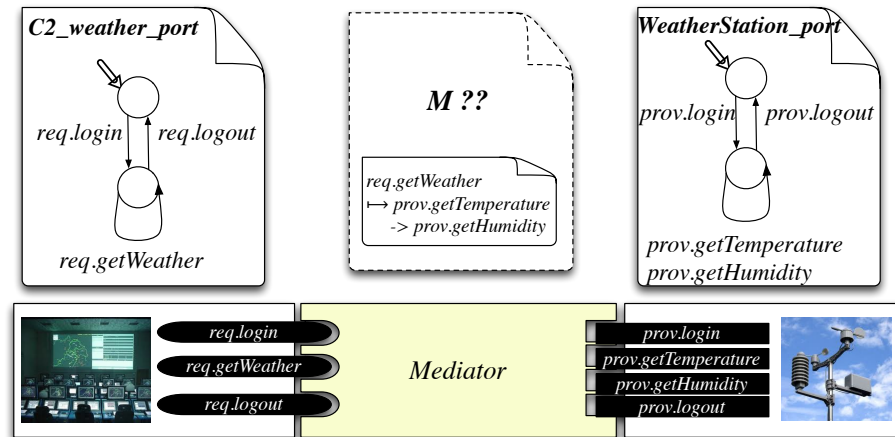 C2_weather_port
req.login
req.logout
req.getWeather
M ??
req.getWeather
↦ prov.getTemperature
-> prov.getHumidity
WeatherStation_port
prov.login
prov.logout
prov.getTemperature
prov.getHumidity
req.login
req.getWeather
req.logout
Mediator
prov.login
prov.getTemperature
prov.getHumidity
prov.logout